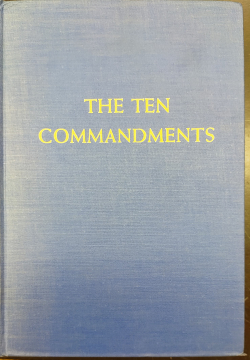 THE TEN
COMMANDMENTS